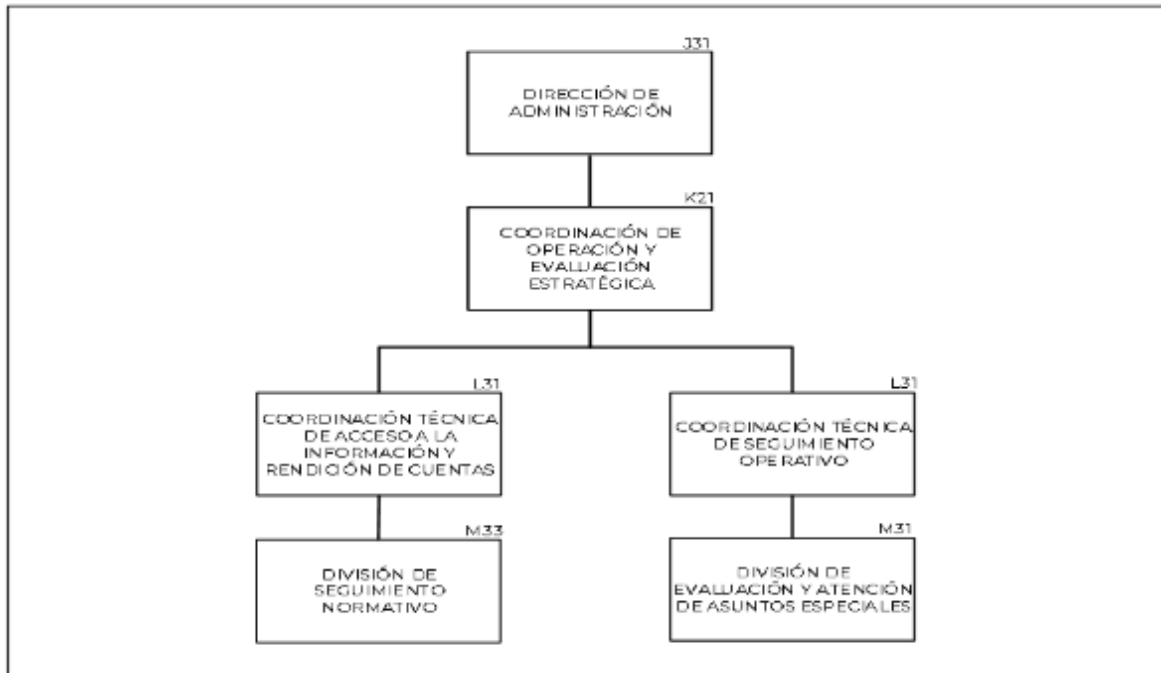 J31
DIRECCIÓN DE
ADMINISTRACIÓN
K21
COORDINACIÓN DE
OPERACIÓN Y
EVALUACIÓN
ESTRATÉGICA
L31
COORDINACIÓN TÉCNICA
DE ACCESO A LA
INFORMACIÓN Y
RENDICIÓN DE CUENTAS
L31
COORDINACIÓN TÉCNICA
DE SEGUIMIENTO
OPERATIVO
M33
DIVISIÓN DE
SEGUIMIENTO
NORMATIVO
M31
DIVISIÓN DE
EVALUACIÓN Y ATENCIÓN
DE ASUNTOS ESPECIALES